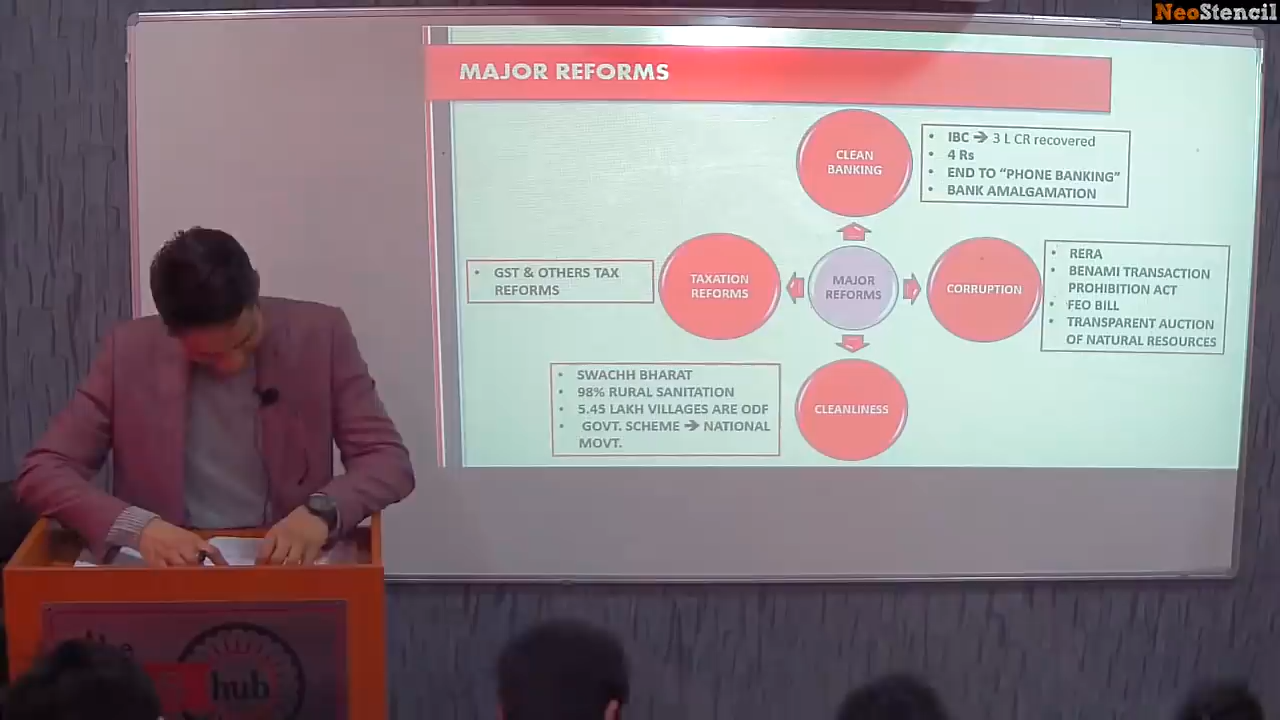 NeoStencil
MAJOR REFORMS
CLEAN
BANKING
• IBC → 3 L CR recovered
• 4 Rs
• END TO “PHONE BANKING”
• BANK AMALGAMATION
• GST & OTHERS TAX
REFORMS
TAXATION
REFORMS
MAJOR
REFORMS
CORRUPTION
• RERA
• BENAMI TRANSACTION
PROHIBITION ACT
• FEO BILL
• TRANSPARENT AUCTION
OF NATURAL RESOURCES
• SWACHH BHARAT
• 98% RURAL SANITATION
• 5.45 LAKH VILLAGES ARE ODF
• GOVT. SCHEME → NATIONAL
MOVT.
CLEANLINESS
hub